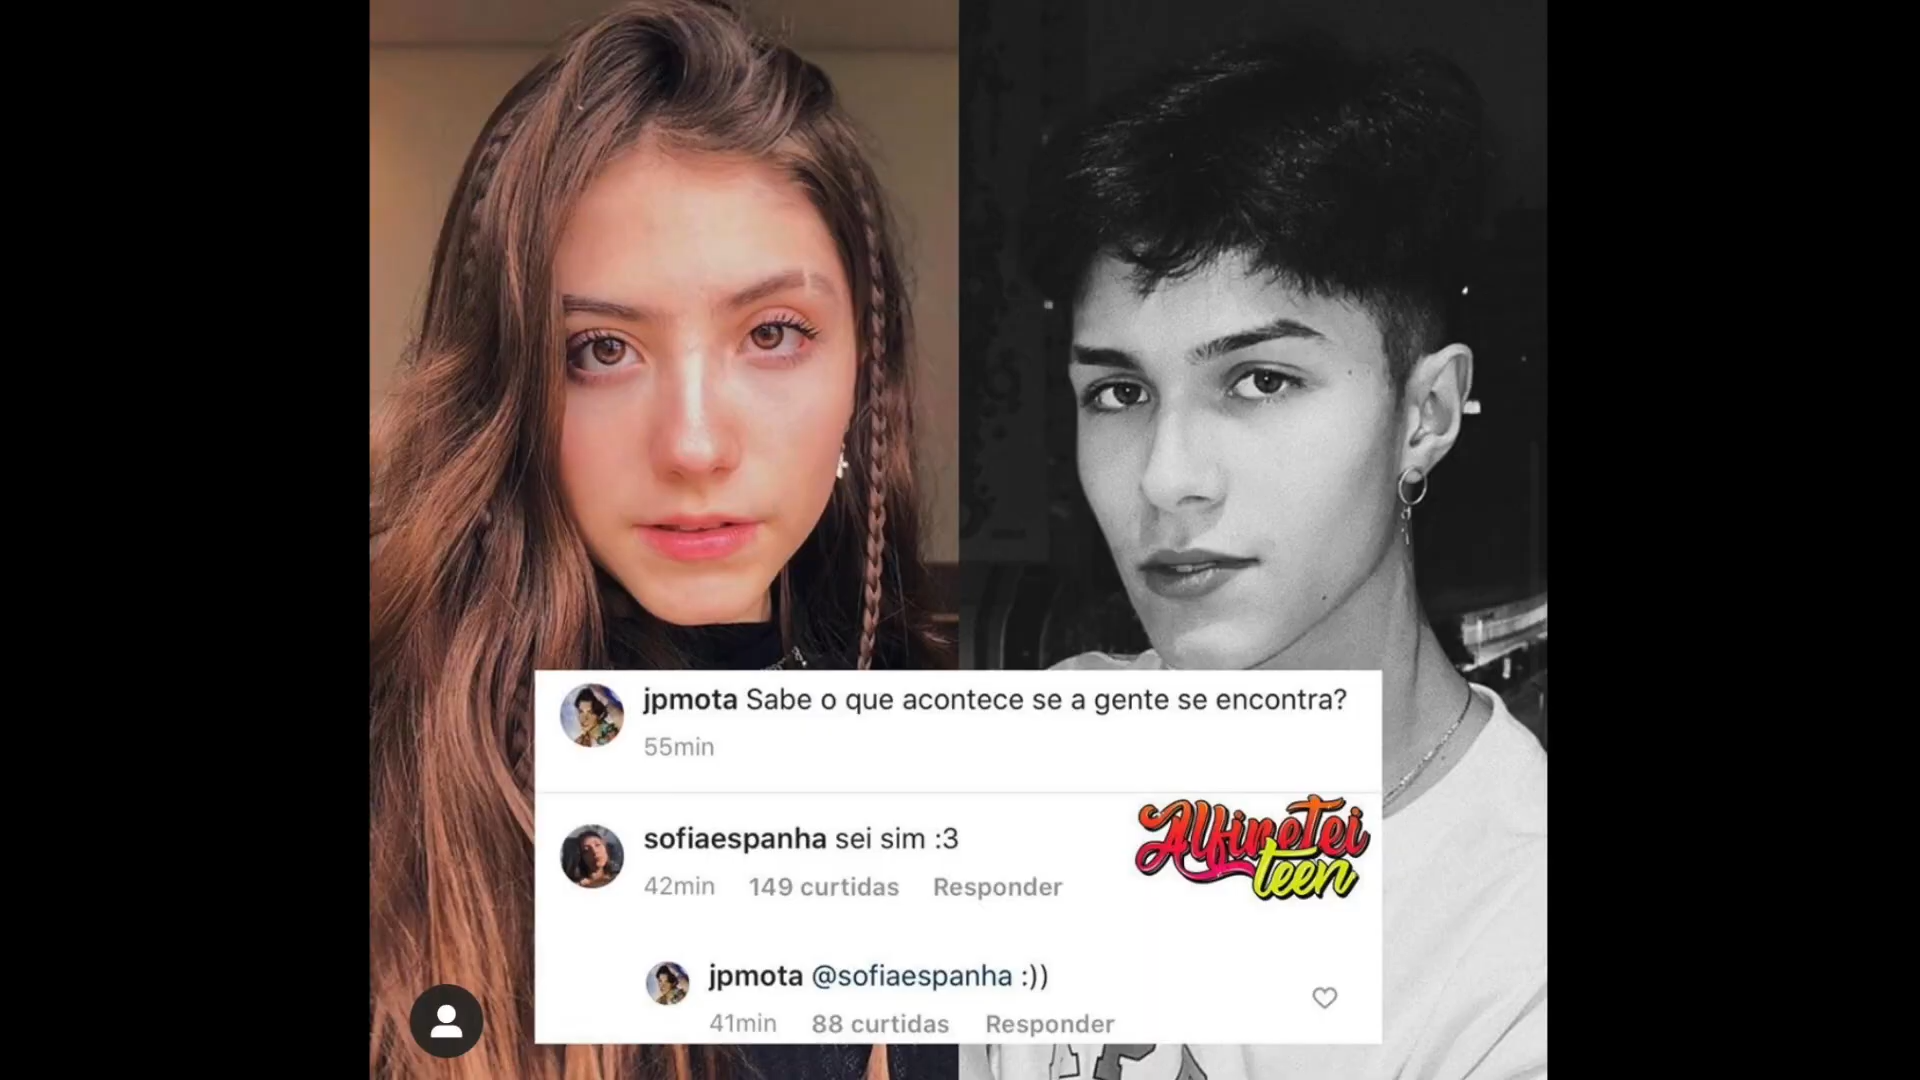 jpmota Sabe o que acontece se a gente se encontra?
55min
sofiaespanha sei sim :3
42min 149 curtidas Responder
Alfinetei
teen
jpmota @sofiaespanha :))
41min 88 curtidas Responder